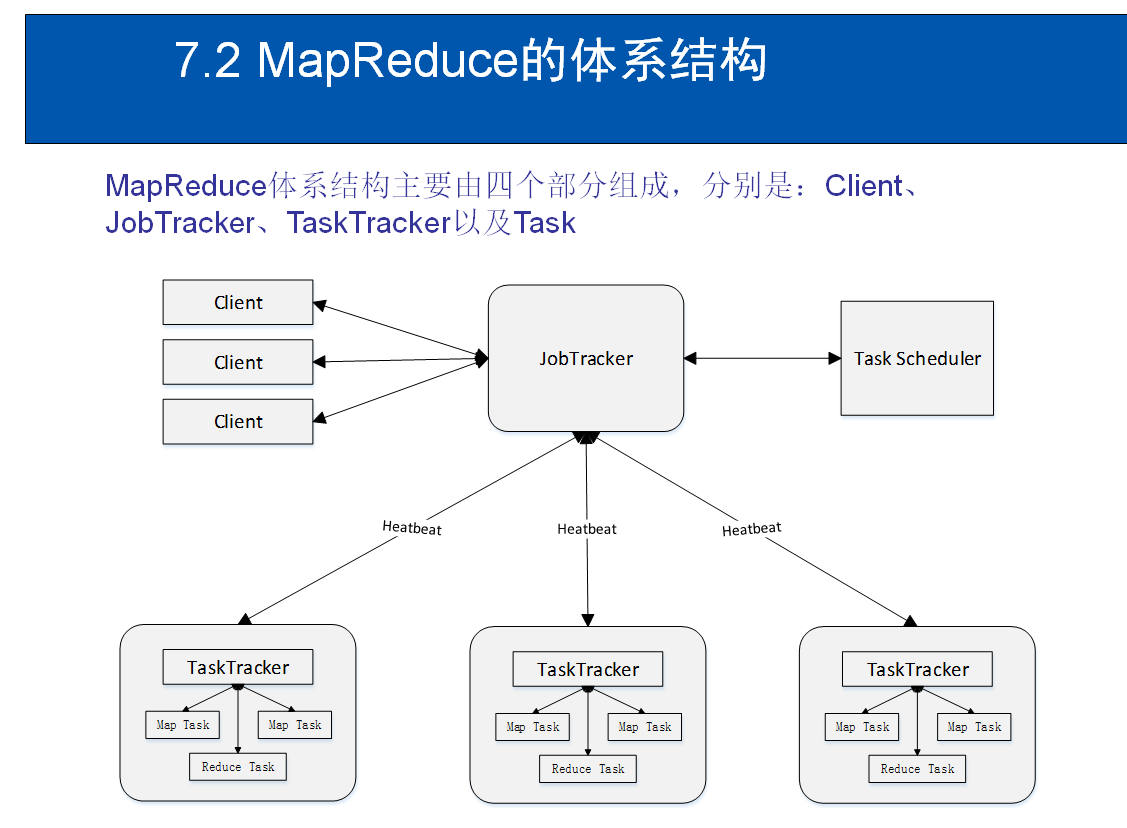 7.2 MapReduce的体系结构
MapReduce体系结构主要由四个部分组成，分别是：Client、
JobTracker、TaskTracker以及Task
Client
Client
Client
JobTracker
Task Scheduler
Heatbeat
Heatbeat
Heatbeat
TaskTracker
Map Task
Map Task
Reduce Task
TaskTracker
Map Task
Map Task
Reduce Task
TaskTracker
Map Task
Map Task
Reduce Task